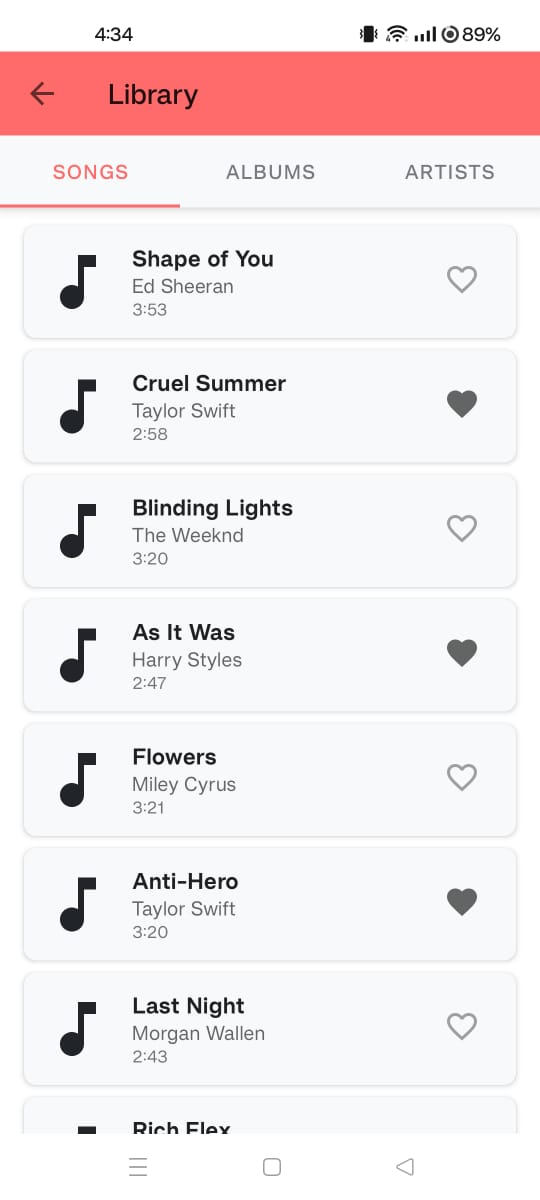 4:34
89%
Library
SONGS ALBUMS ARTISTS
Shape of You
Ed Sheeran
3:53
Cruel Summer
Taylor Swift
2:58
Blinding Lights
The Weeknd
3:20
As It Was
Harry Styles
2:47
Flowers
Miley Cyrus
3:21
Anti-Hero
Taylor Swift
3:20
Last Night
Morgan Wallen
2:43
Rich Flex